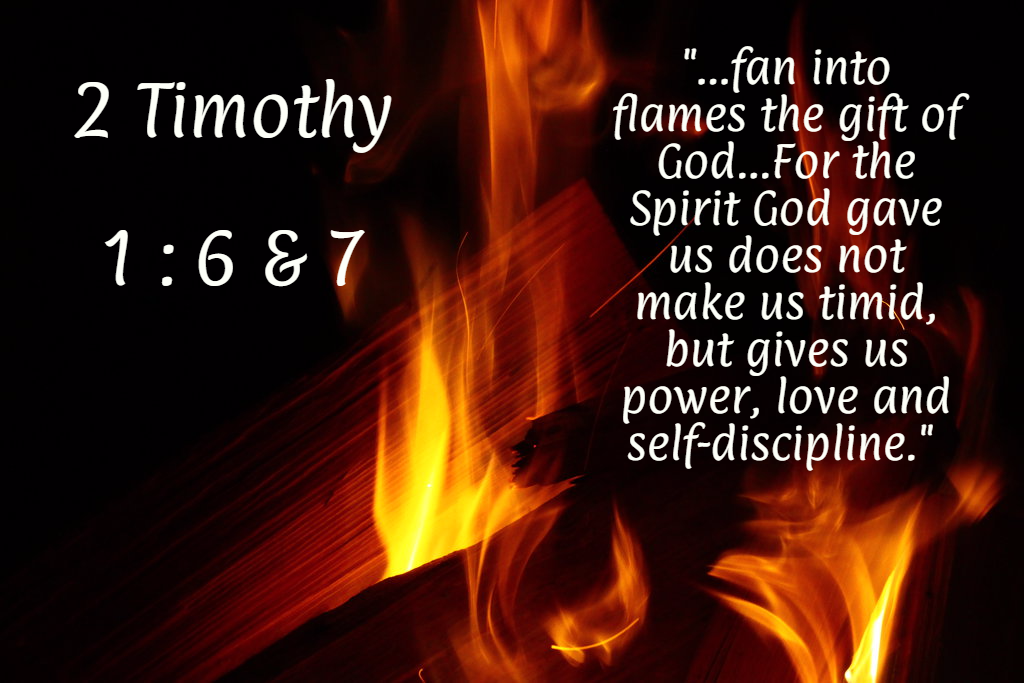 2 Timothy
1 : 6 & 7
"...fan into
flames the gift of
God...For the
Spirit God gave
us does not
make us timid,
but gives us
power, love and
self-discipline."